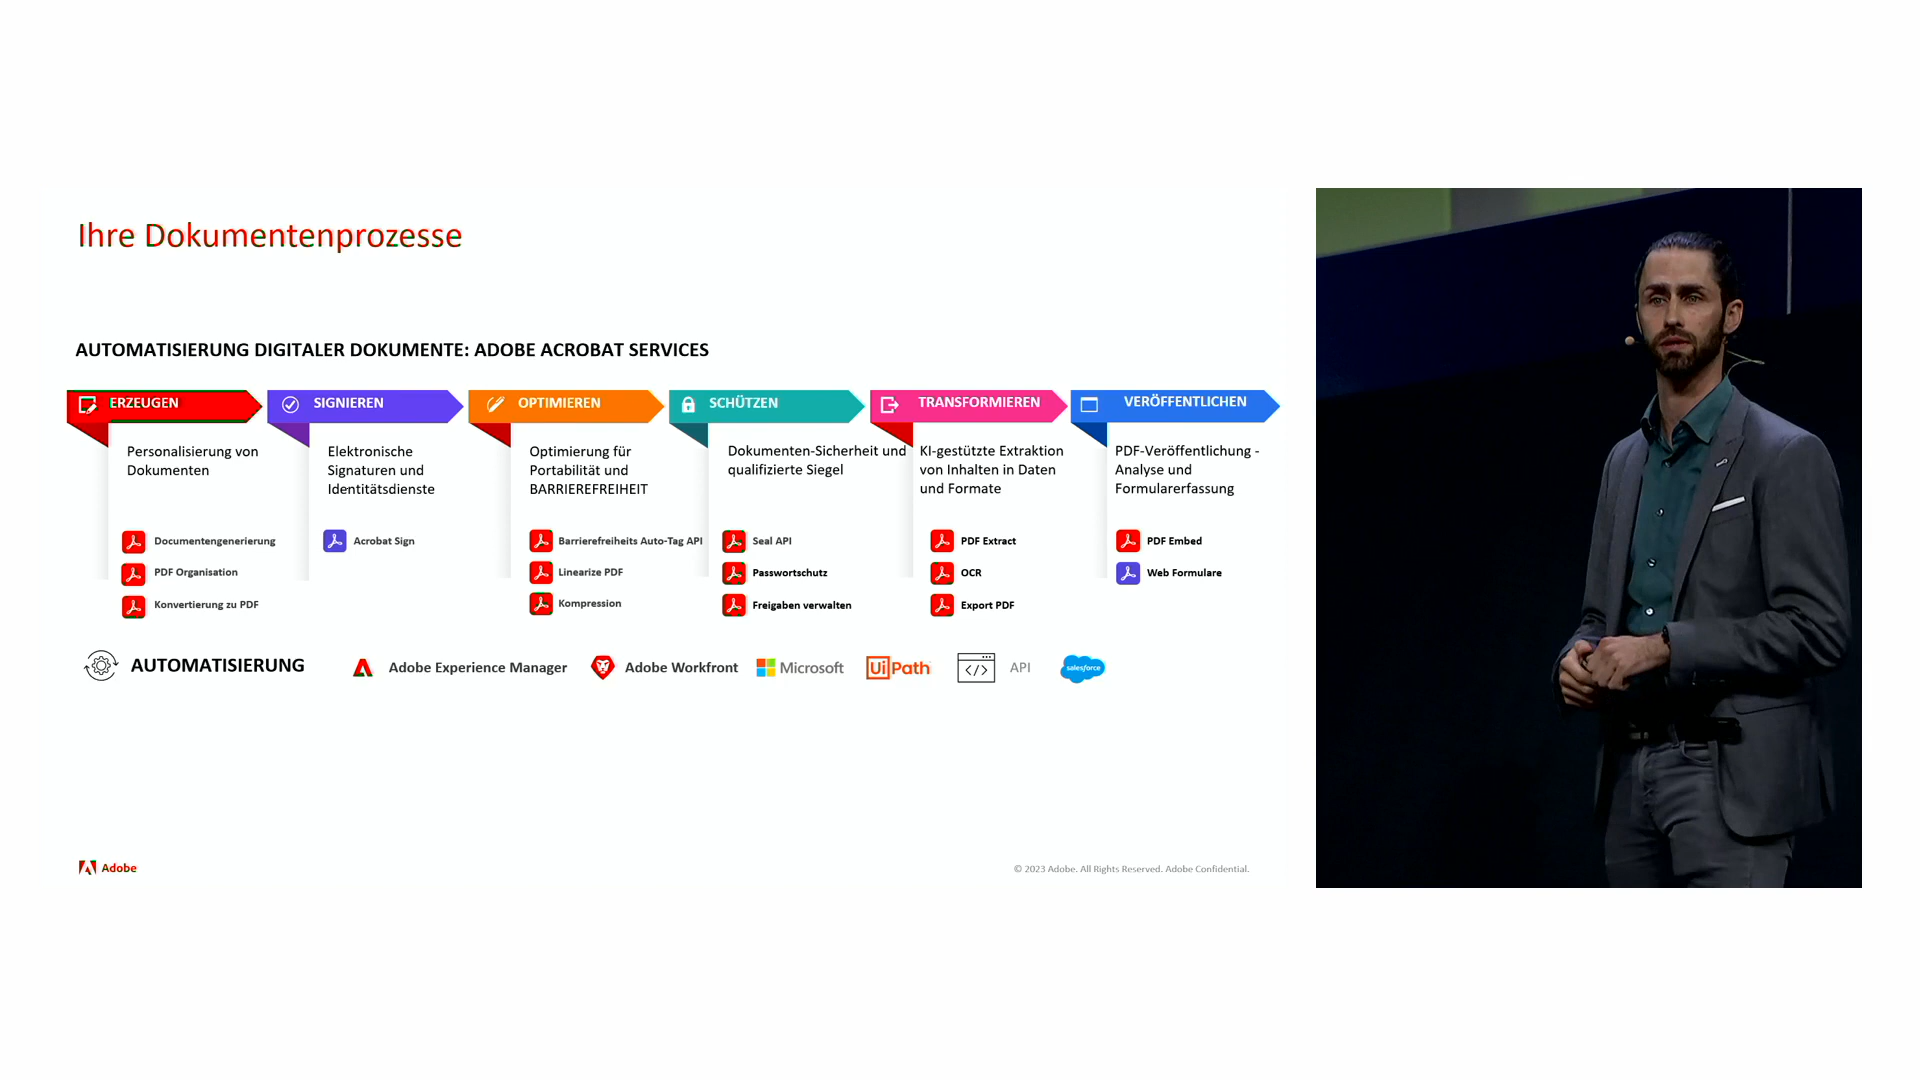 Ihre Dokumentenprozesse
AUTOMATISIERUNG DIGITALER DOKUMENTE: ADOBE ACROBAT SERVICES
ERZEUGEN
Personalisierung von
Dokumenten
Documentengenerierung
PDF Organisation
Konvertierung zu PDF
SIGNIEREN
Elektronische
Signaturen und
Identitätsdienste
Acrobat Sign
OPTIMIEREN
Optimierung für
Portabilität und
BARRIEREFREIHEIT
Barrierefreiheits Auto-Tag API
Linearize PDF
Kompression
SCHÜTZEN
Dokumenten-Sicherheit und
qualifizierte Siegel
Seal API
Passwortschutz
Freigaben verwalten
TRANSFORMIEREN
KI-gestützte Extraktion
von Inhalten in Daten
und Formate
PDF Extract
OCR
Export PDF
VERÖFFENTLICHEN
PDF-Veröffentlichung -
Analyse und
Formularerfassung
PDF Embed
Web Formulare
AUTOMATISIERUNG
Adobe Experience Manager
Adobe Workfront
Microsoft
UiPath
</>
API
salesforce
Adobe
© 2023 Adobe. All Rights Reserved. Adobe Confidential.